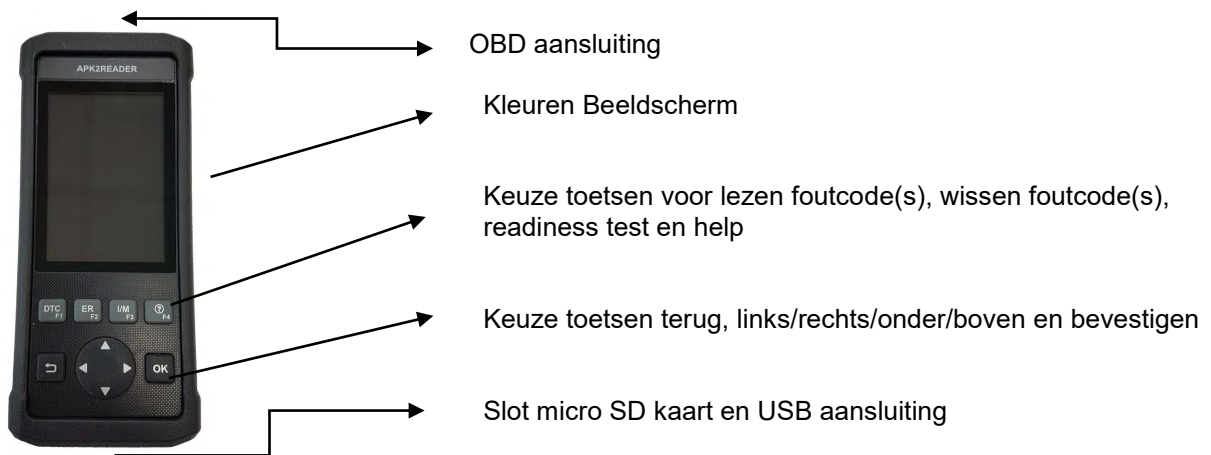 OBD aansluiting
APK2READER
Kleuren Beeldscherm
Keuze toetsen voor lezen foutcode(s), wissen foutcode(s),
readiness test en help
DTC F1 ER F2 I/M F3 ? F4
Keuze toetsen terug, links/rechts/onder/boven en bevestigen
OK
Slot micro SD kaart en USB aansluiting